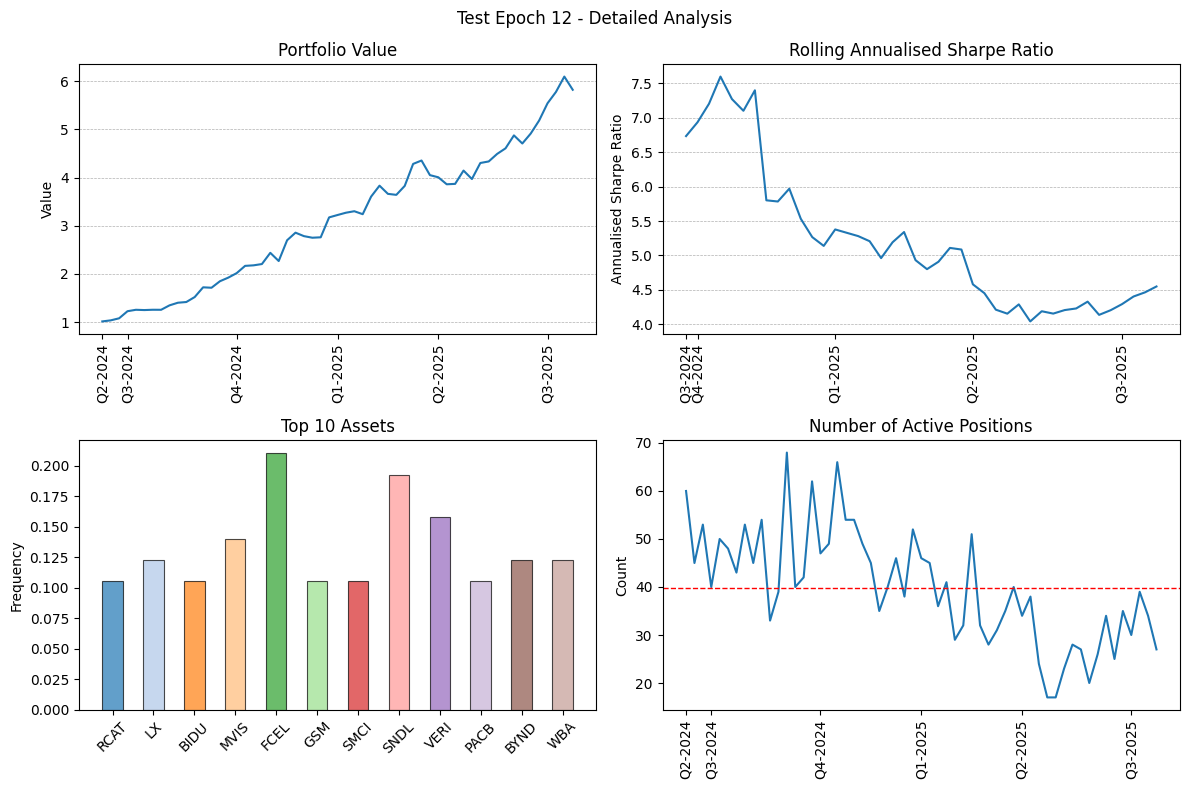 Test Epoch 12 - Detailed Analysis
Portfolio Value
Value
6
5
4
3
2
1
Q2-2024
Q3-2024
Q4-2024
Q1-2025
Q2-2025
Q3-2025
Rolling Annualised Sharpe Ratio
Annualised Sharpe Ratio
7.5
7.0
6.5
6.0
5.5
5.0
4.5
4.0
Q3-2024
Q4-2024
Q1-2025
Q2-2025
Q3-2025
Top 10 Assets
Frequency
0.200
0.175
0.150
0.125
0.100
0.075
0.050
0.025
0.000
RCAT
LX
BIDU
MVIS
FCEL
GSM
SMCI
SNDL
VERI
PACB
BYND
WBA
Number of Active Positions
Count
70
60
50
40
30
20
Q2-2024
Q3-2024
Q4-2024
Q1-2025
Q2-2025
Q3-2025